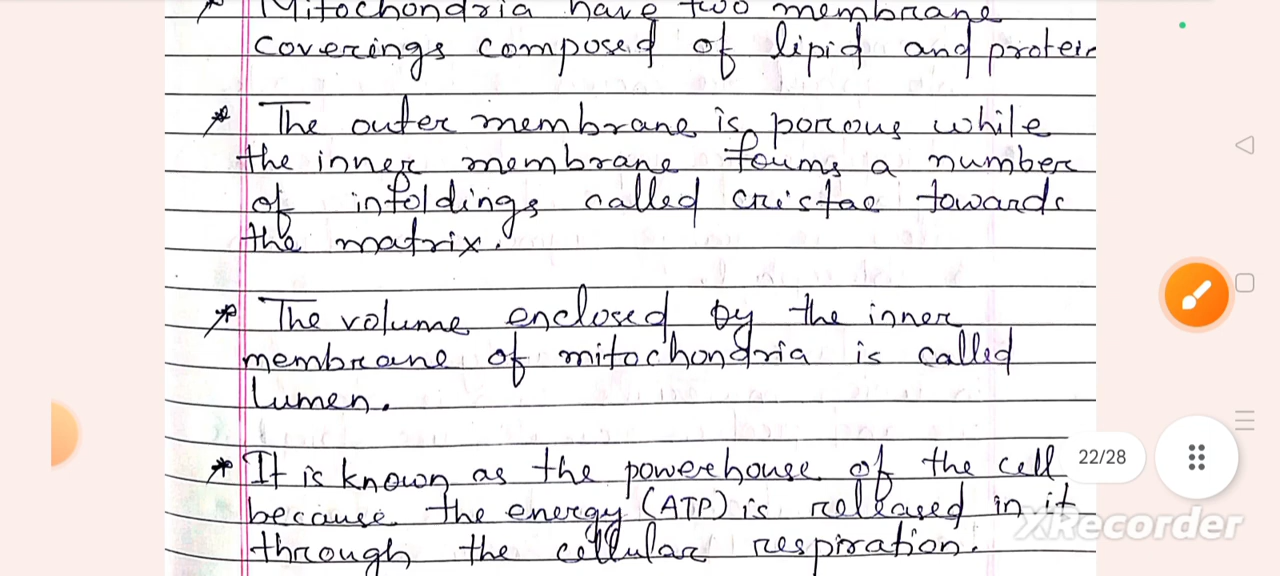 * Mitochondria have two membrane
coverings composed of lipid and protein
* The outer membrane is porous while
the inner membrane forms a number
of infoldings called cristae towards
the matrix.
* The volume enclosed by the inner
membrane of mitochondria is called
Lumen.
* It is known as the powerhouse of the cell
because the energy (ATP) is released in it
through the cellular respiration.
22/28
XRecorder